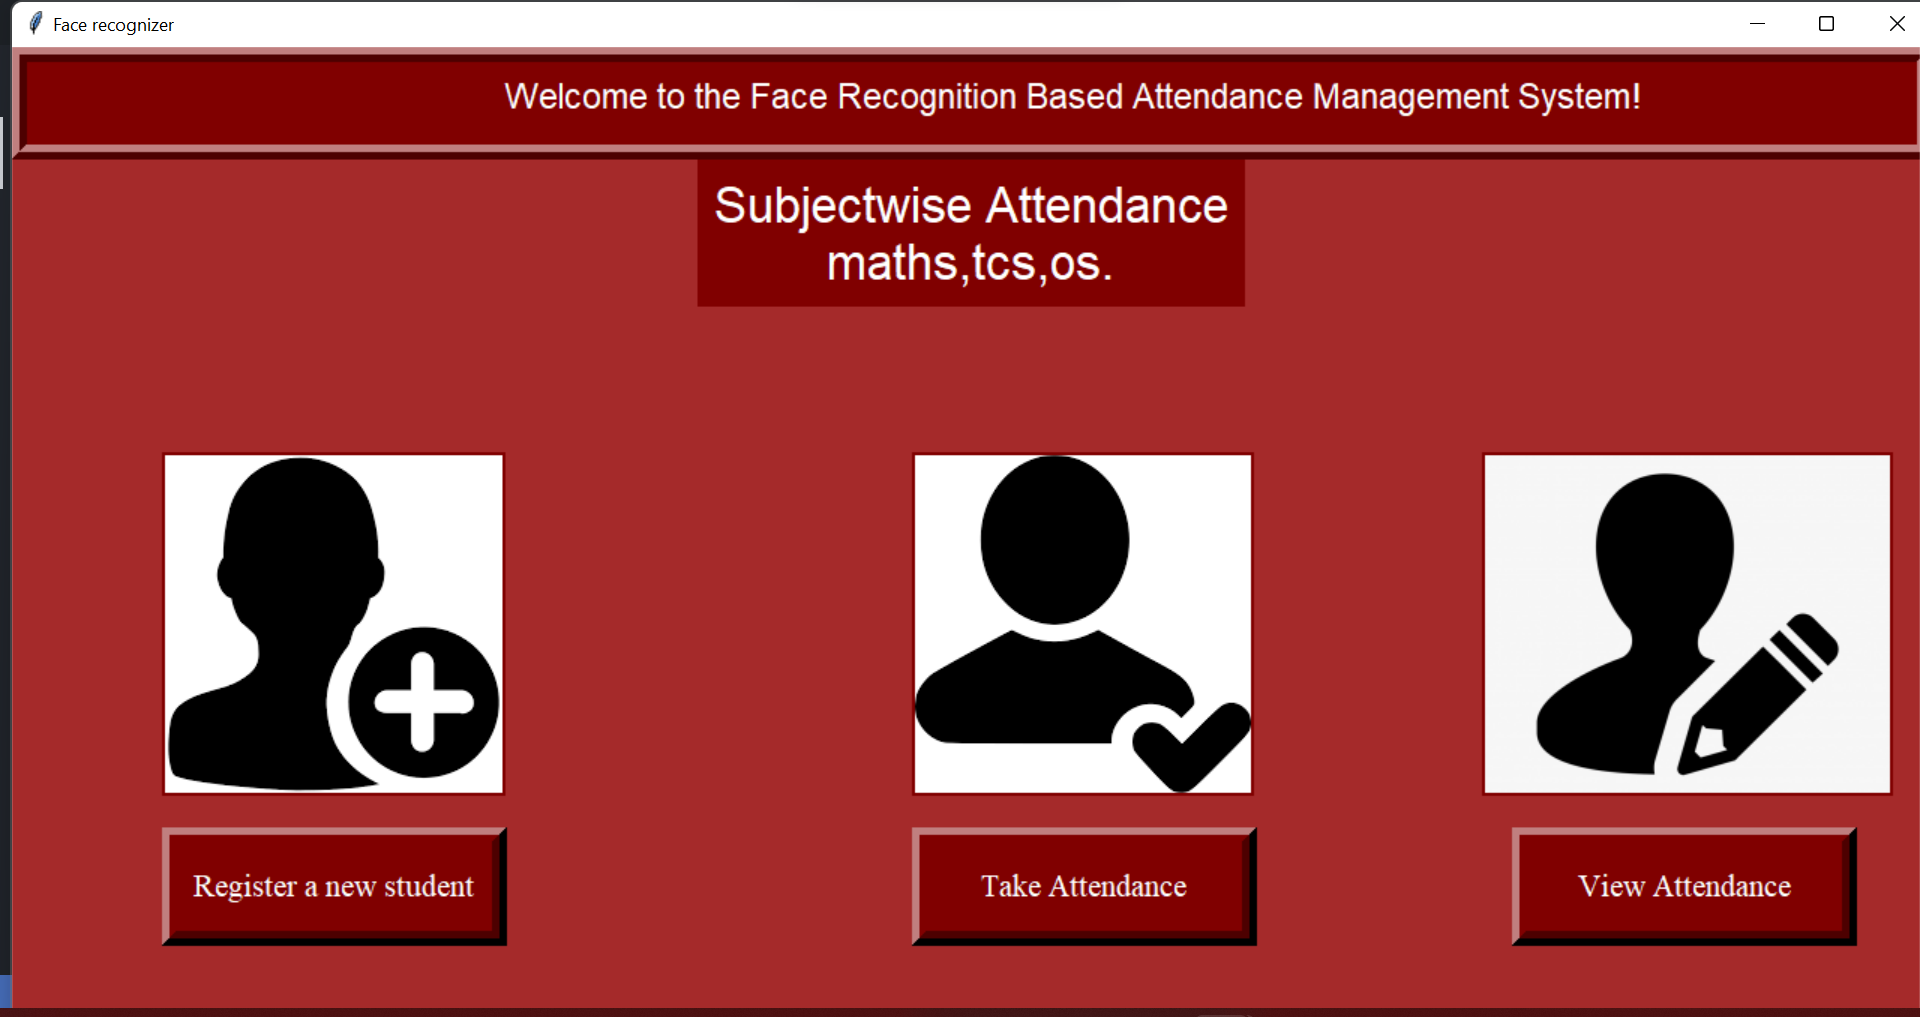 Face recognizer
Welcome to the Face Recognition Based Attendance Management System!
Subjectwise Attendance
maths,tcs,os.
Register a new student
Take Attendance
View Attendance